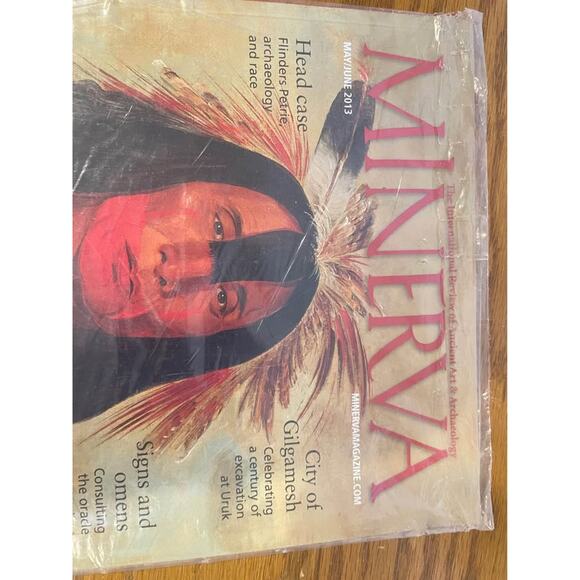 The International Review of Ancient Art & Archaeology
MINERVA
MAY/JUNE 2013
MINERVAMAGAZINE.COM
Head case
Flinders Petrie,
archaeology
and race
City of
Gilgamesh
Celebrating
a century of
excavation
at Uruk
Signs and
omens
Consulting
the oracle